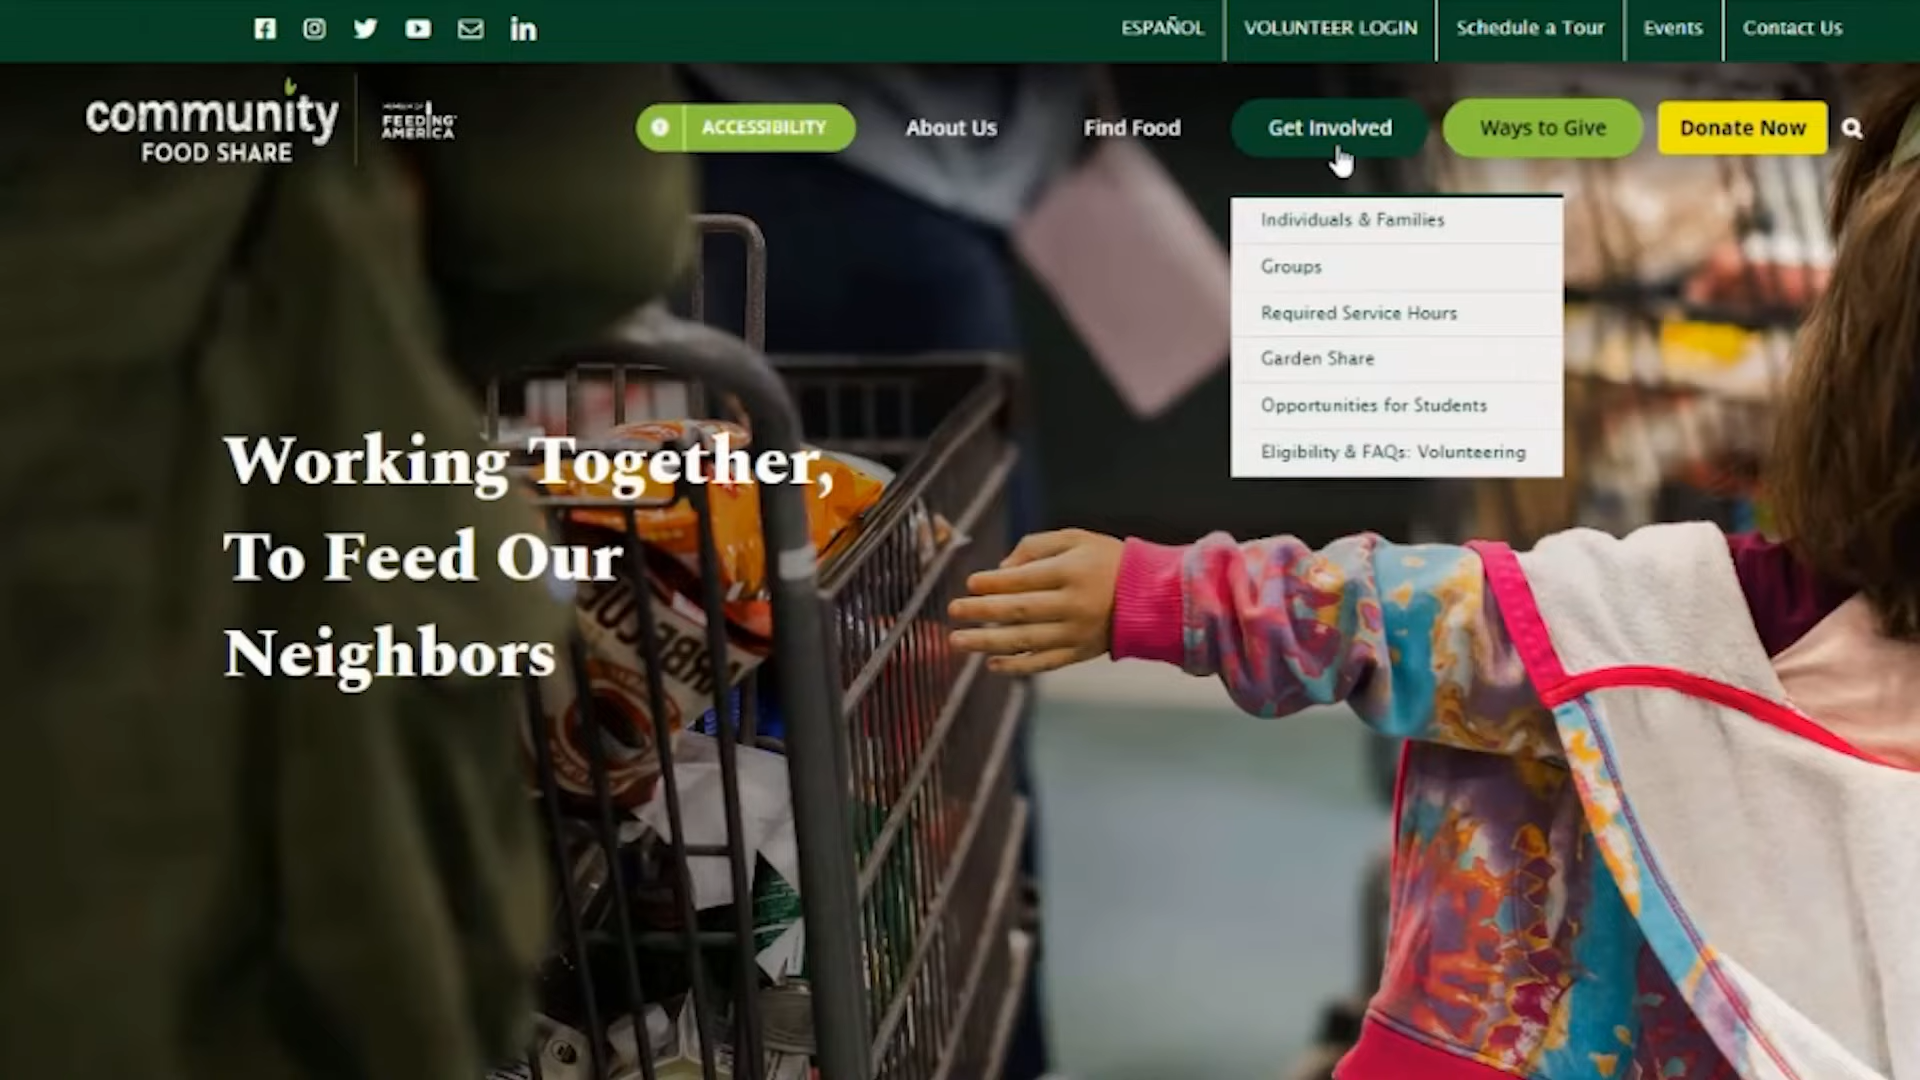 ESPAÑOL
VOLUNTEER LOGIN
Schedule a Tour
Events
Contact Us
community
FOOD SHARE
MEMBER OF
FEEDING
AMERICA
ACCESSIBILITY
About Us
Find Food
Get Involved
Ways to Give
Donate Now
Individuals & Families
Groups
Required Service Hours
Garden Share
Opportunities for Students
Eligibility & FAQs: Volunteering
Working Together,
To Feed Our
Neighbors